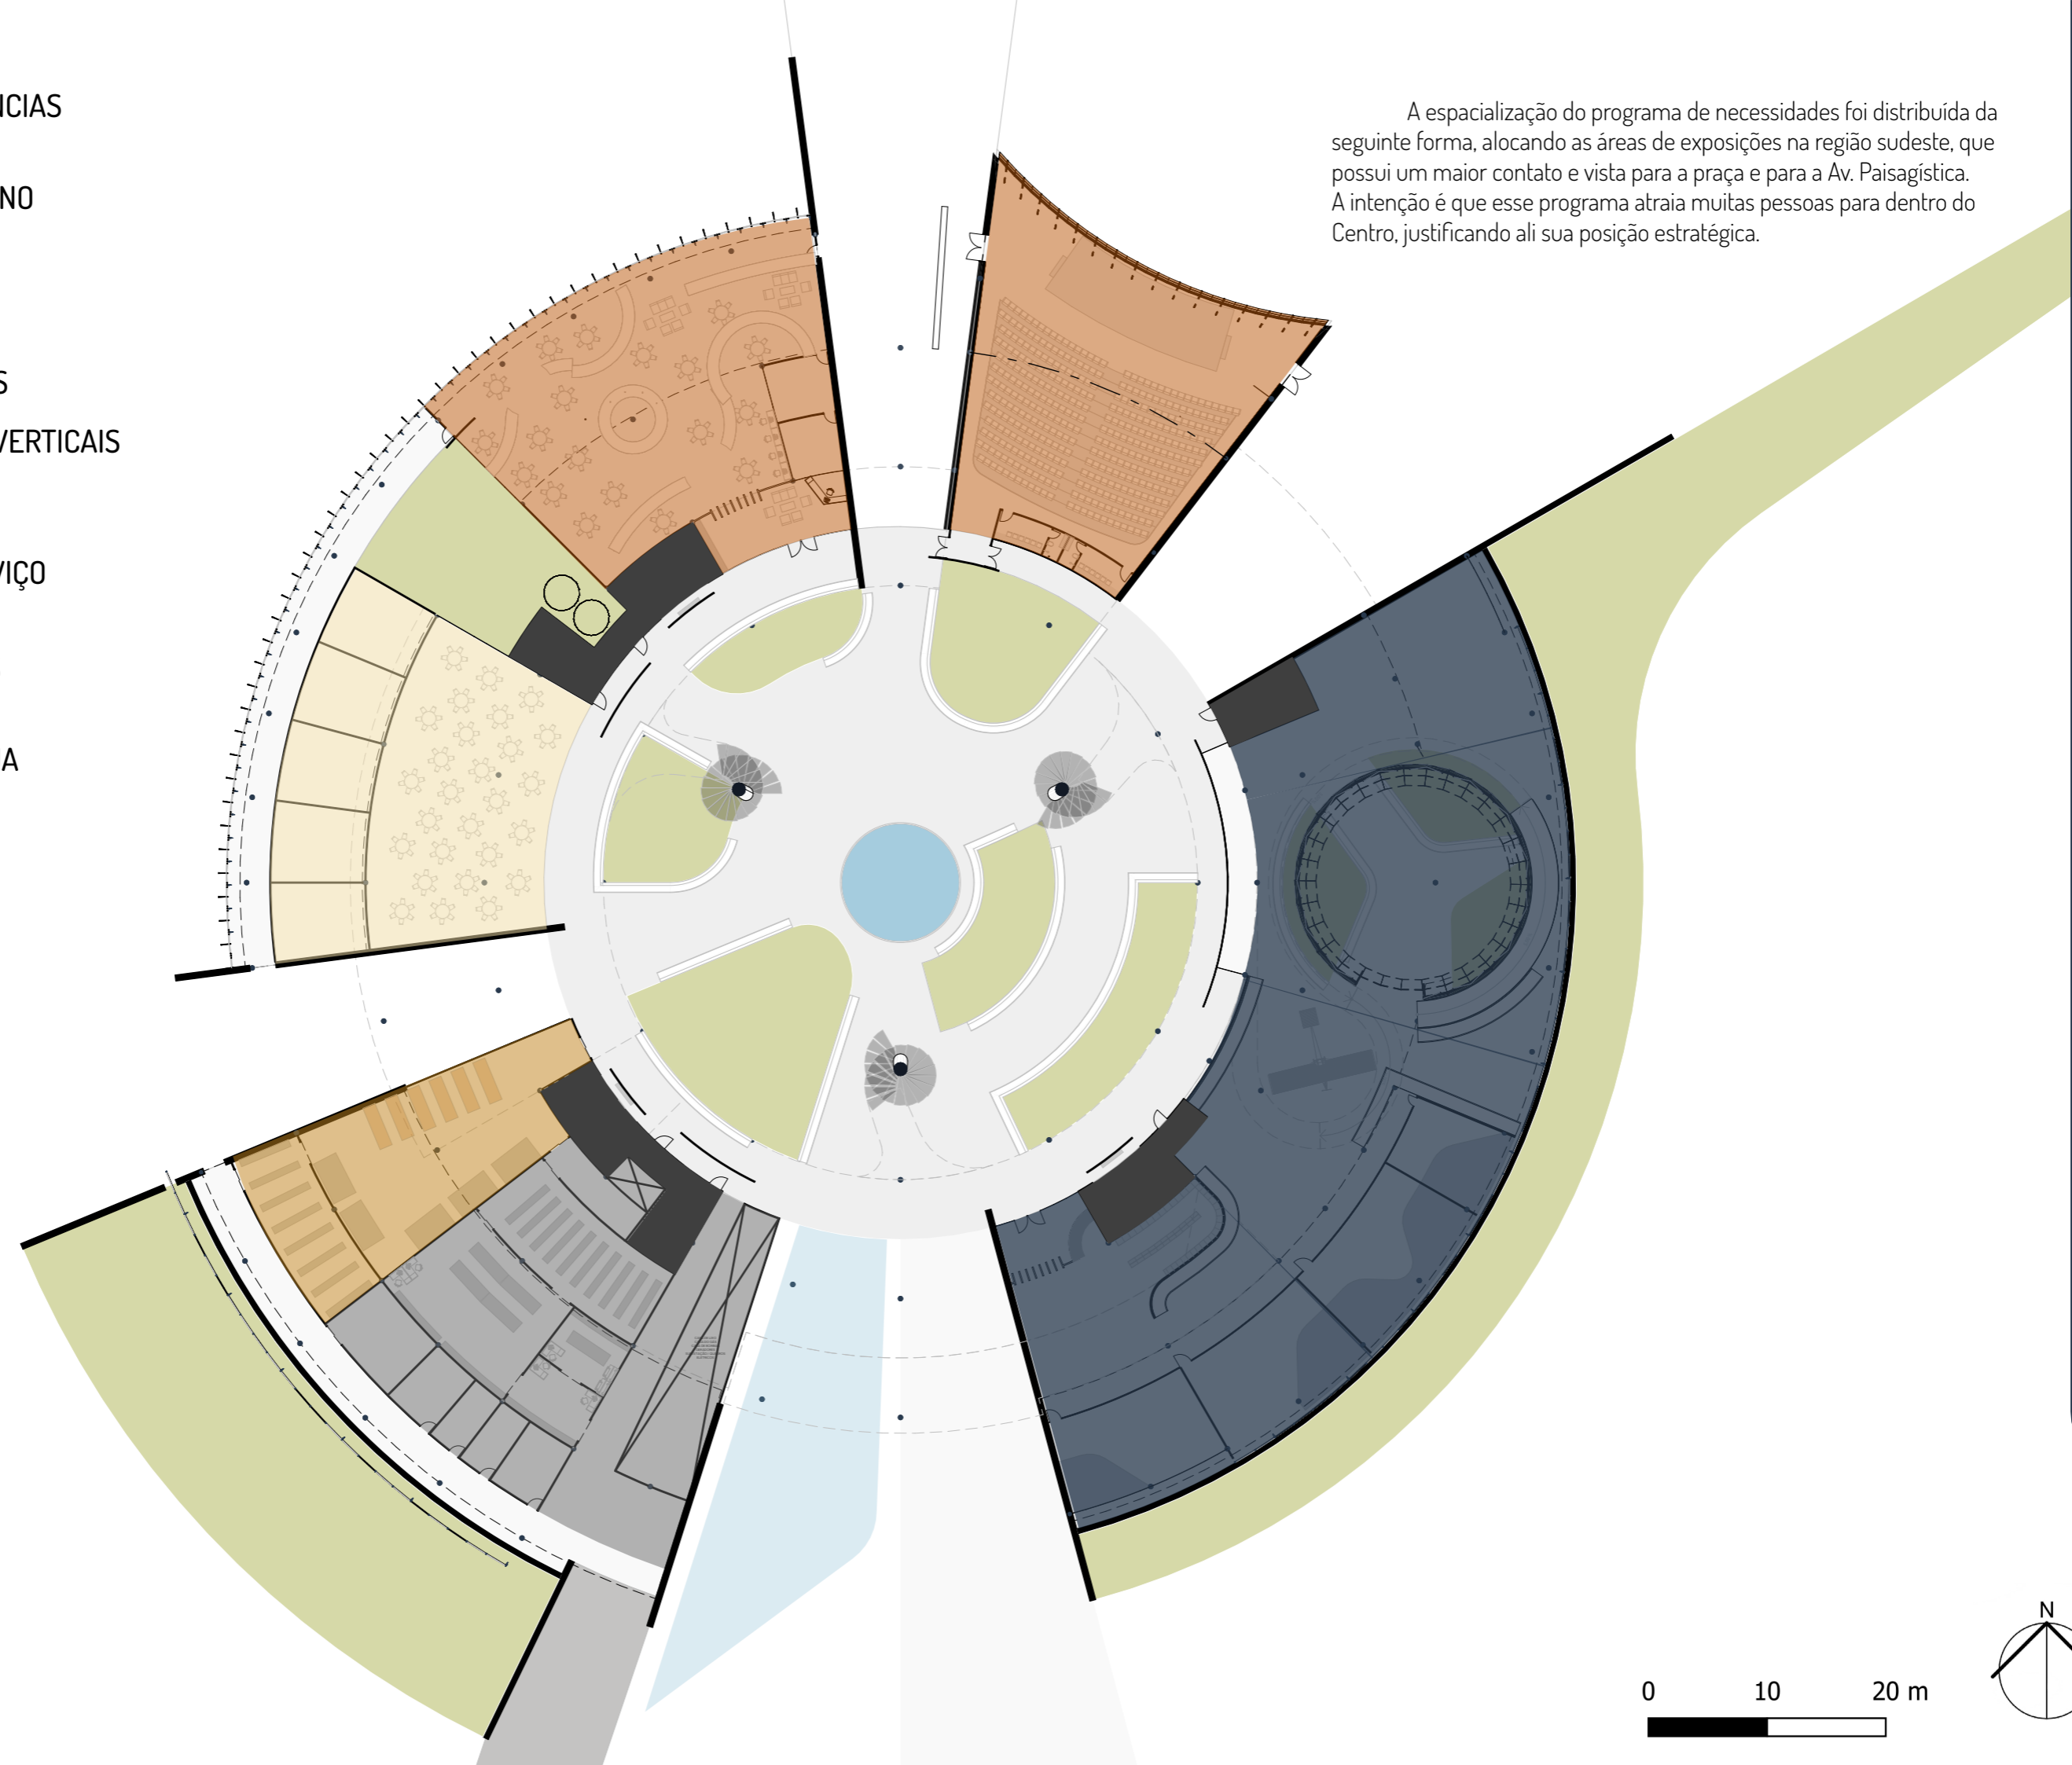 NCIAS
NO
S
VERTICAIS
VIÇO
A
A espacialização do programa de necessidades foi distribuída da
seguinte forma, alocando as áreas de exposições na região sudeste, que
possui um maior contato e vista para a praça e para a Av. Paisagística.
A intenção é que esse programa atraia muitas pessoas para dentro do
Centro, justificando ali sua posição estratégica.
N
0 10 20 m